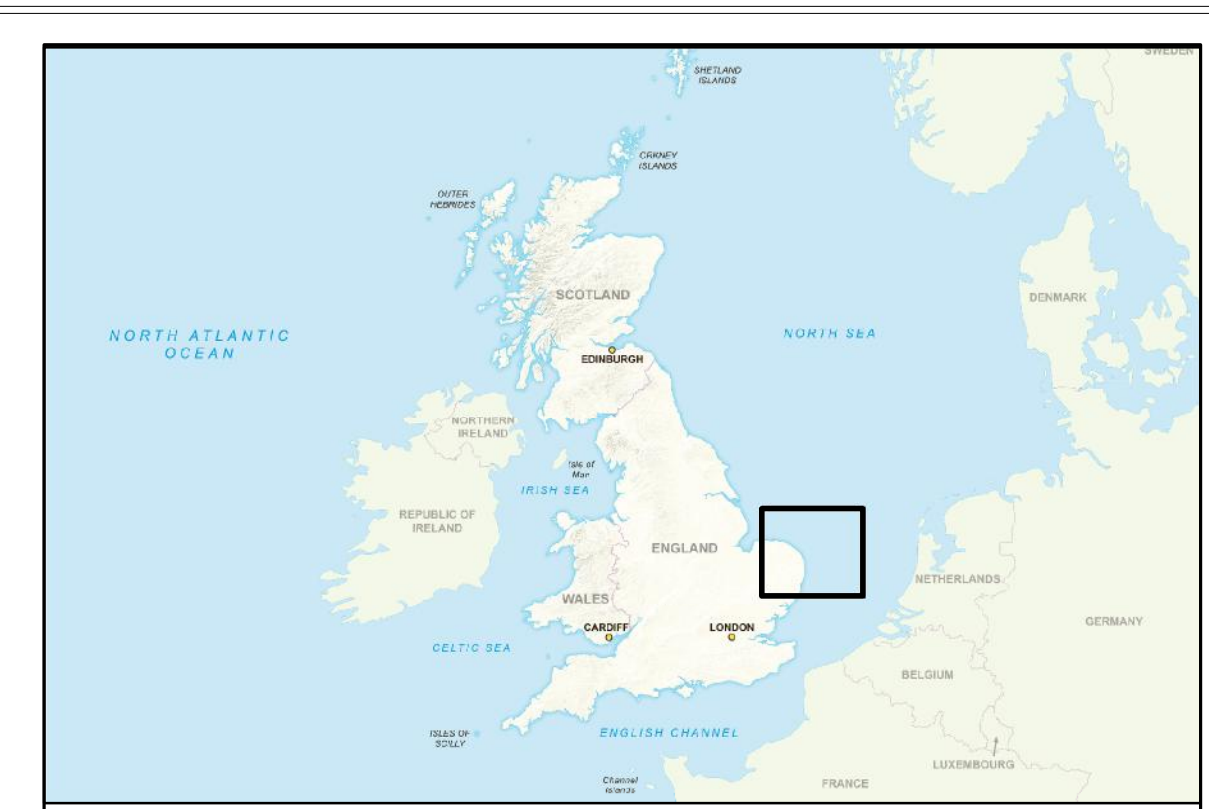 SWEDEN
SHETLAND
ISLANDS
ORKNEY
ISLANDS
OUTER
HEBRIDES
SCOTLAND
DENMARK
NORTH ATLANTIC
OCEAN
NORTH SEA
EDINBURGH
NORTHERN
IRELAND
Isle of
Man
IRISH SEA
REPUBLIC OF
IRELAND
ENGLAND
NETHERLANDS
WALES
CARDIFF
LONDON
GERMANY
CELTIC SEA
BELGIUM
ISLES OF
SCILLY
ENGLISH CHANNEL
LUXEMBOURG
Channel
Islands
FRANCE